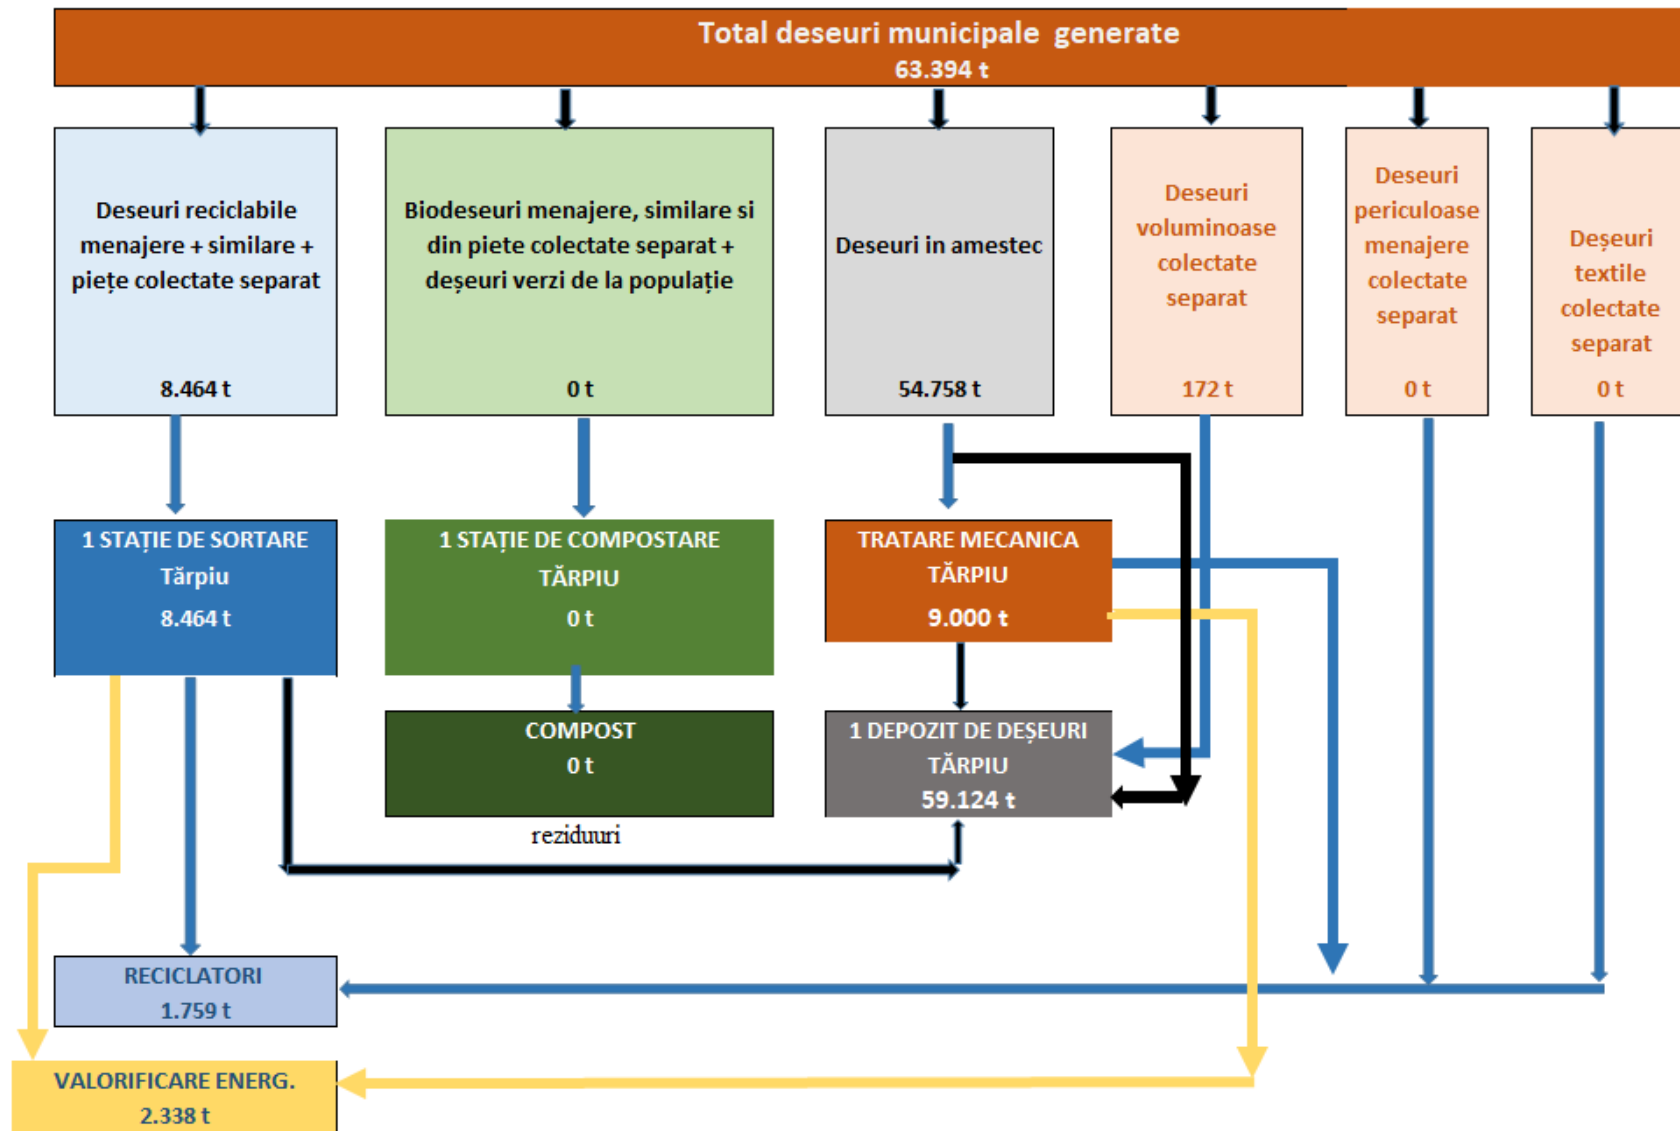 Total deseuri municipale generate
63.394 t
Deseuri reciclabile
menajere + similare +
piețe colectate separat
8.464 t
Biodeseuri menajere, similare si
din piete colectate separat +
deșeuri verzi de la populație
0 t
Deseuri in amestec
54.758 t
Deseuri
voluminoase
colectate
separat
172 t
Deseuri
periculoase
menajere
colectate
separat
0 t
Deșeuri
textile
colectate
separat
0 t
1 STAȚIE DE SORTARE
Tărpiu
8.464 t
1 STAȚIE DE COMPOSTARE
TĂRPIU
0 t
TRATARE MECANICA
TĂRPIU
9.000 t
COMPOST
0 t
1 DEPOZIT DE DEȘEURI
TĂRPIU
59.124 t
reziduuri
RECICLATORI
1.759 t
VALORIFICARE ENERG.
2.338 t